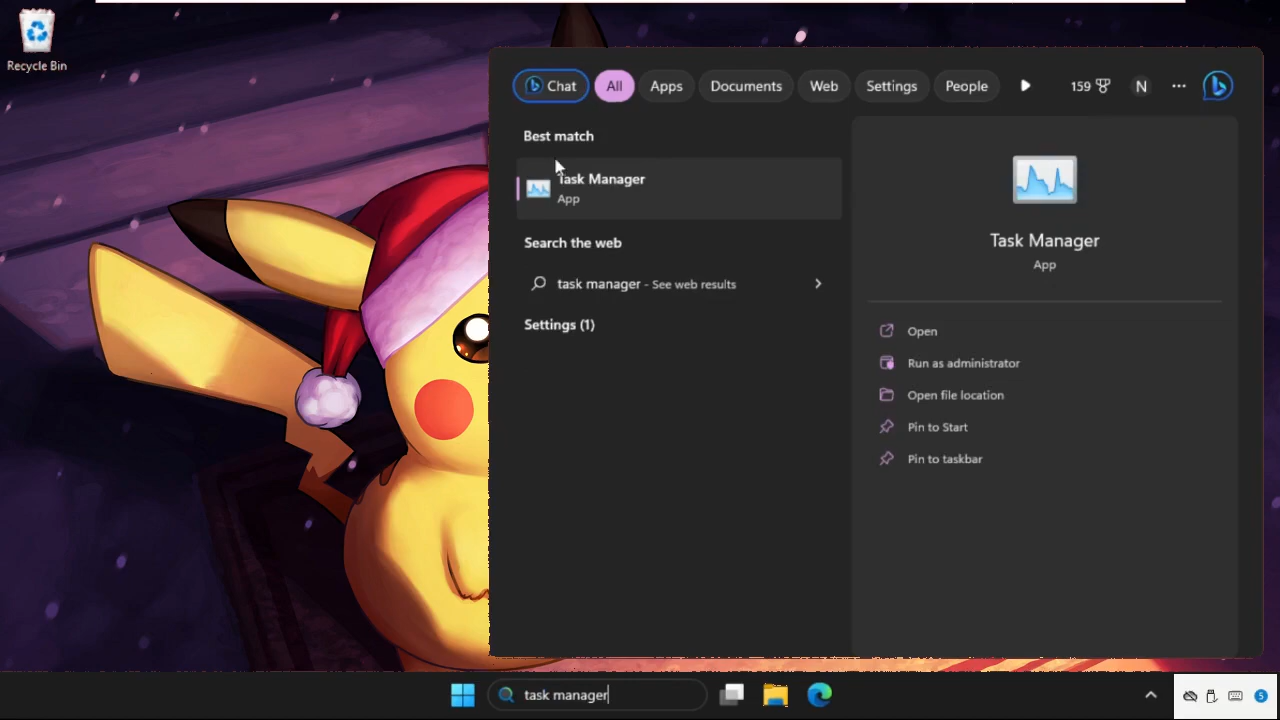 Recycle Bin
Chat All Apps Documents Web Settings People 159 N
Best match
Task Manager
App
Search the web
task manager - See web results
Settings (1)
Task Manager
App
Open
Run as administrator
Open file location
Pin to Start
Pin to taskbar
task manager
5